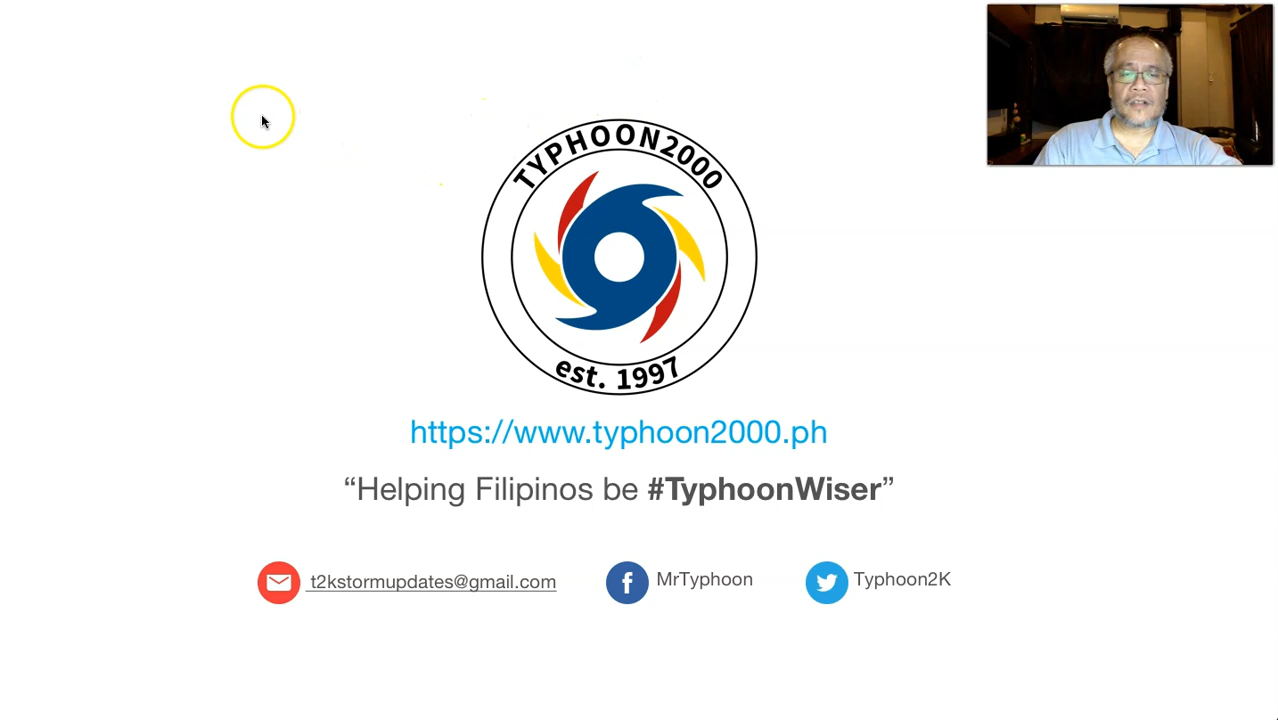 TYPHOON2000
est. 1997
https://www.typhoon2000.ph
“Helping Filipinos be #TyphoonWiser”
t2kstormupdates@gmail.com
MrTyphoon
Typhoon2K